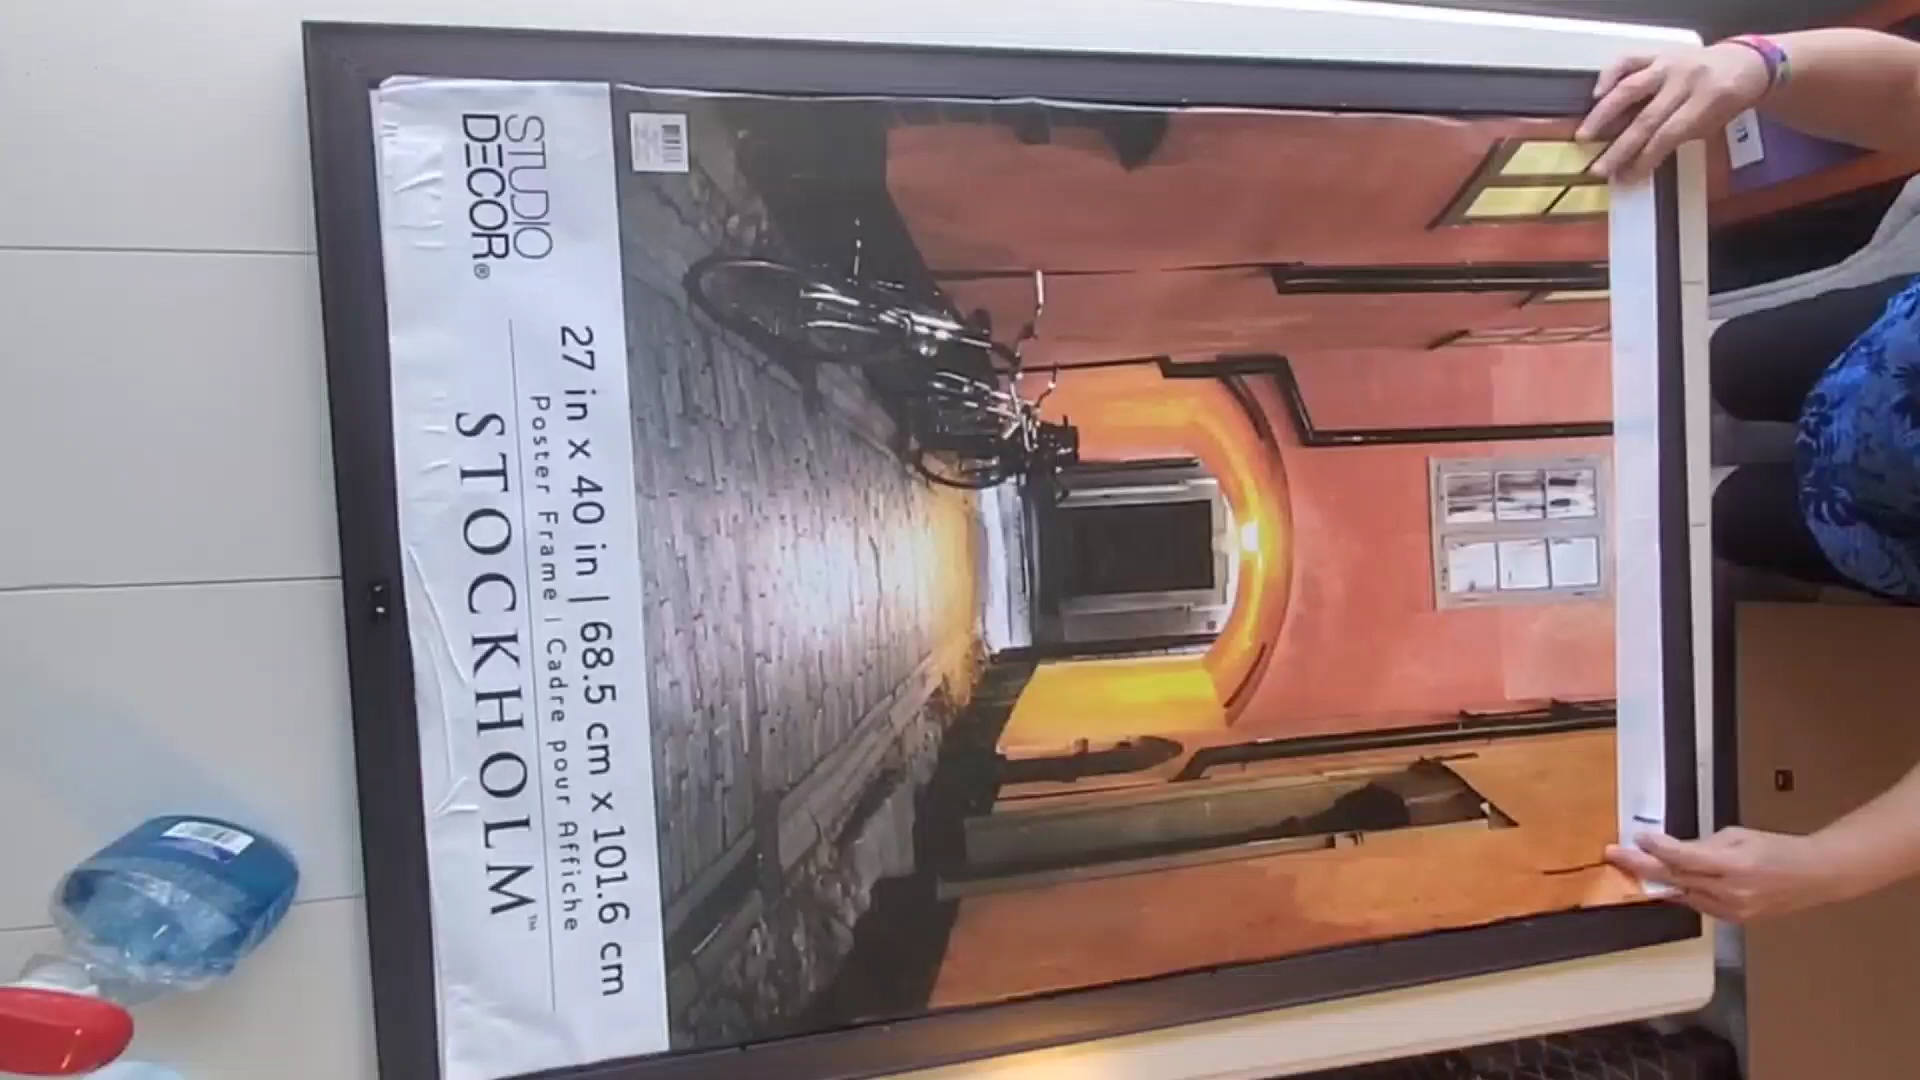 STUDIO
DECOR®
27 in x 40 in | 68.5 cm x 101.6 cm
Poster Frame | Cadre pour Affiche
STOCKHOLM™